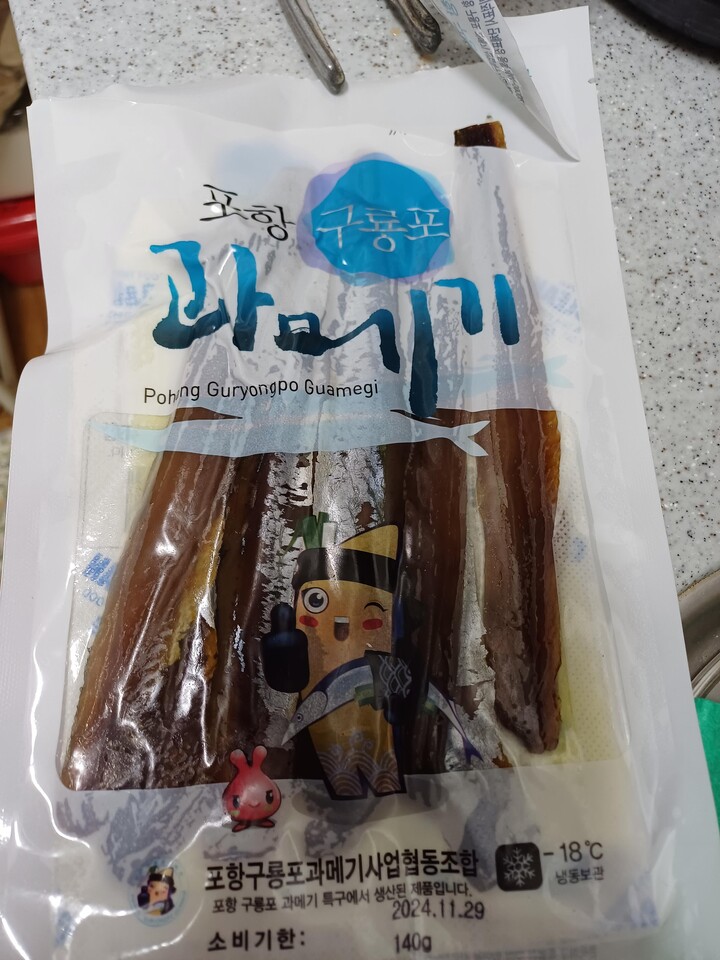 포항 구룡포
과메기
Pohang Guryongpo Guamegi
-18℃
냉동보관
포항구룡포과메기사업협동조합
포항 구룡포 과메기 특구에서 생산된 제품입니다.
2024.11.29
소비기한:
140g